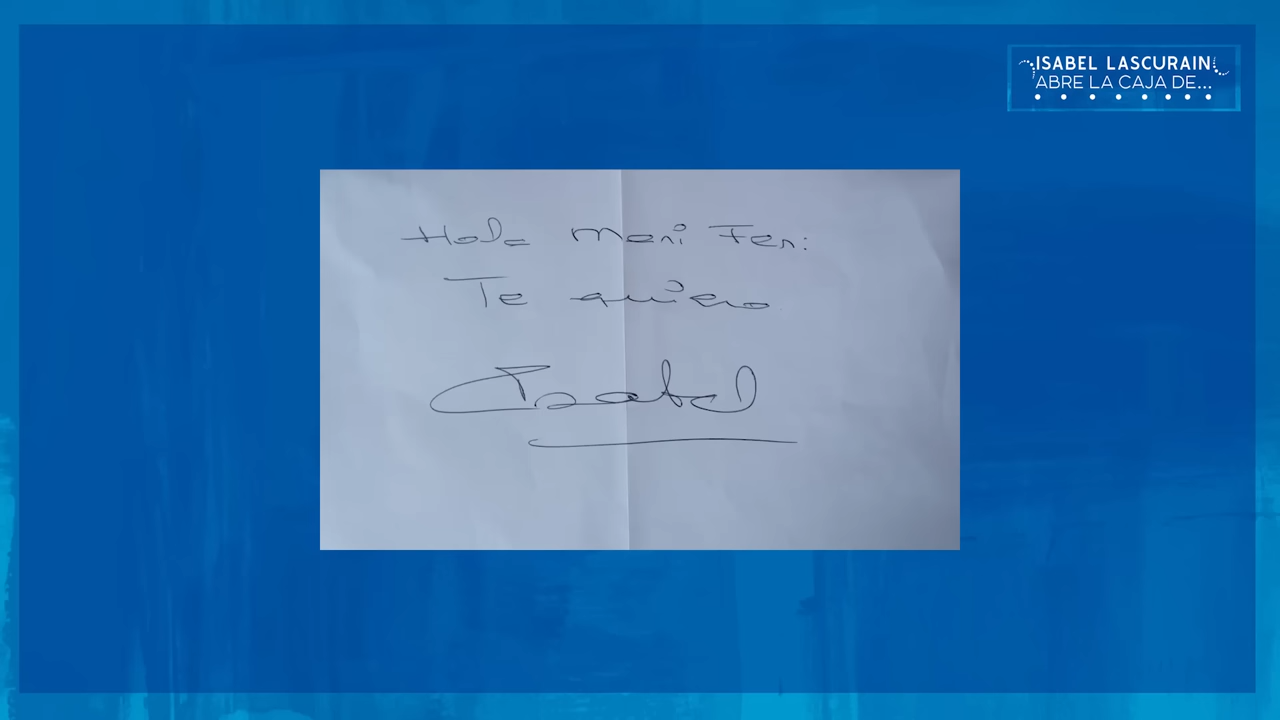 ISABEL LASCURAIN
ABRE LA CAJA DE...
Hola Mari Fer:
Te quiero
Isabel